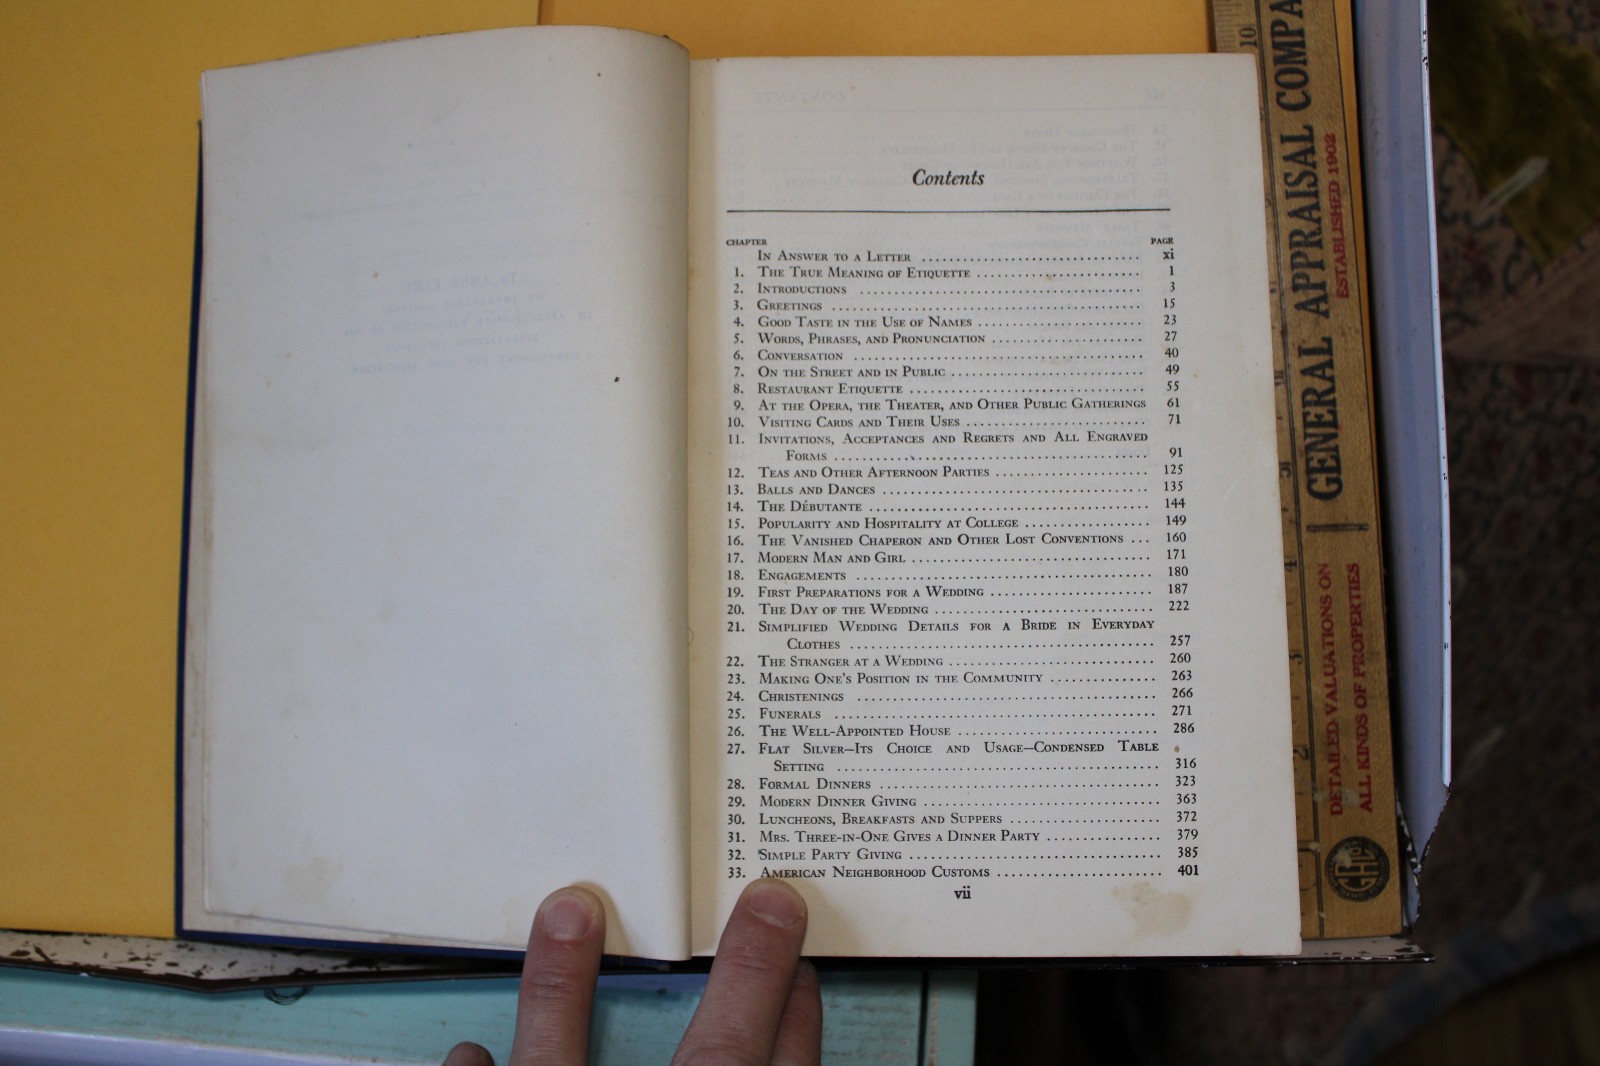 Contents
CHAPTER PAGE
IN ANSWER TO A LETTER ................................ xi
1. THE TRUE MEANING OF ETIQUETTE ........................ 1
2. INTRODUCTIONS ........................................ 3
3. GREETINGS ............................................ 15
4. GOOD TASTE IN THE USE OF NAMES ........................ 23
5. WORDS, PHRASES, AND PRONUNCIATION ...................... 27
6. CONVERSATION ......................................... 40
7. ON THE STREET AND IN PUBLIC ............................ 49
8. RESTAURANT ETIQUETTE .................................. 55
9. AT THE OPERA, THE THEATER, AND OTHER PUBLIC GATHERINGS 61
10. VISITING CARDS AND THEIR USES .......................... 71
11. INVITATIONS, ACCEPTANCES AND REGRETS AND ALL ENGRAVED
FORMS .............................................. 91
12. TEAS AND OTHER AFTERNOON PARTIES ...................... 125
13. BALLS AND DANCES ....................................... 135
14. THE DÉBUTANTE ......................................... 144
15. POPULARITY AND HOSPITALITY AT COLLEGE .................. 149
16. THE VANISHED CHAPERON AND OTHER LOST CONVENTIONS ... 160
17. MODERN MAN AND GIRL ................................... 171
18. ENGAGEMENTS ........................................... 180
19. FIRST PREPARATIONS FOR A WEDDING ....................... 187
20. THE DAY OF THE WEDDING ................................ 222
21. SIMPLIFIED WEDDING DETAILS FOR A BRIDE IN EVERYDAY
CLOTHES ............................................ 257
22. THE STRANGER AT A WEDDING .............................. 260
23. MAKING ONE'S POSITION IN THE COMMUNITY ................ 263
24. CHRISTENINGS .......................................... 266
25. FUNERALS .............................................. 271
26. THE WELL-APPOINTED HOUSE .............................. 286
27. FLAT SILVER—ITS CHOICE AND USAGE—CONDENSED TABLE
SETTING ............................................ 316
28. FORMAL DINNERS ........................................ 323
29. MODERN DINNER GIVING .................................. 363
30. LUNCHEONS, BREAKFASTS AND SUPPERS ...................... 372
31. MRS. THREE-IN-ONE GIVES A DINNER PARTY ................. 379
32. SIMPLE PARTY GIVING .................................... 385
33. AMERICAN NEIGHBORHOOD CUSTOMS ......................... 401
vii
GENERAL APPRAISAL
ESTABLISHED 1902
DETAILED VALUATIONS ON
ALL KINDS OF PROPERTIES
10
5
4
3
2